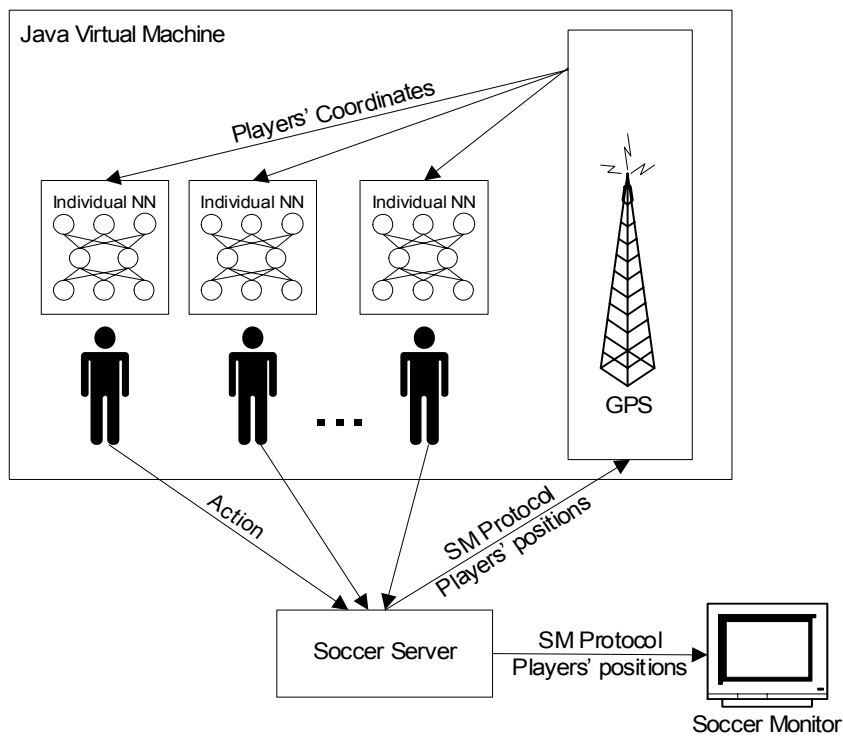 Java Virtual Machine
Players' Coordinates
Individual NN
Individual NN
Individual NN
GPS
Action
SM Protocol
Players' positions
Soccer Server
SM Protocol
Players' positions
Soccer Monitor